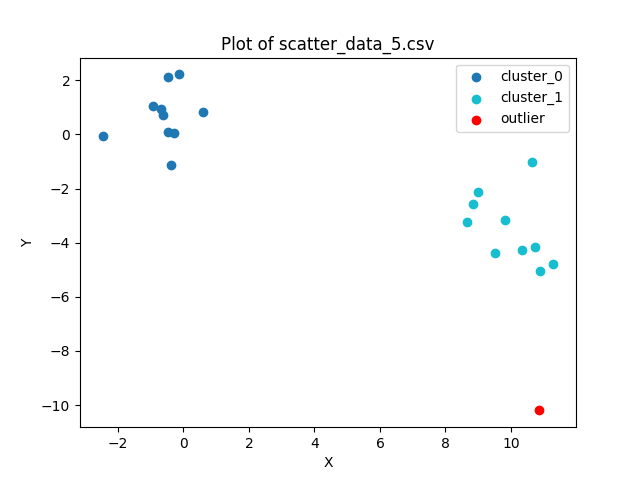 Plot of scatter_data_5.csv
cluster_0
cluster_1
outlier
2
0
−2
−4
−6
−8
−10
Y
−2
0
2
4
6
8
10
X